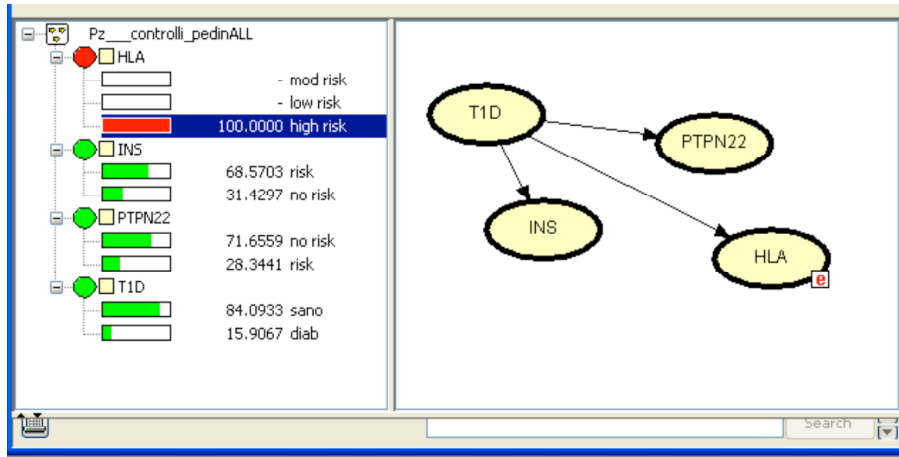 Pz___controlli_pedinALL
HLA
- mod risk
- low risk
100.0000 high risk
INS
68.5703 risk
31.4297 no risk
PTPN22
71.6559 no risk
28.3441 risk
T1D
84.0933 sano
15.9067 diab
T1D
PTPN22
INS
HLA
e
Search